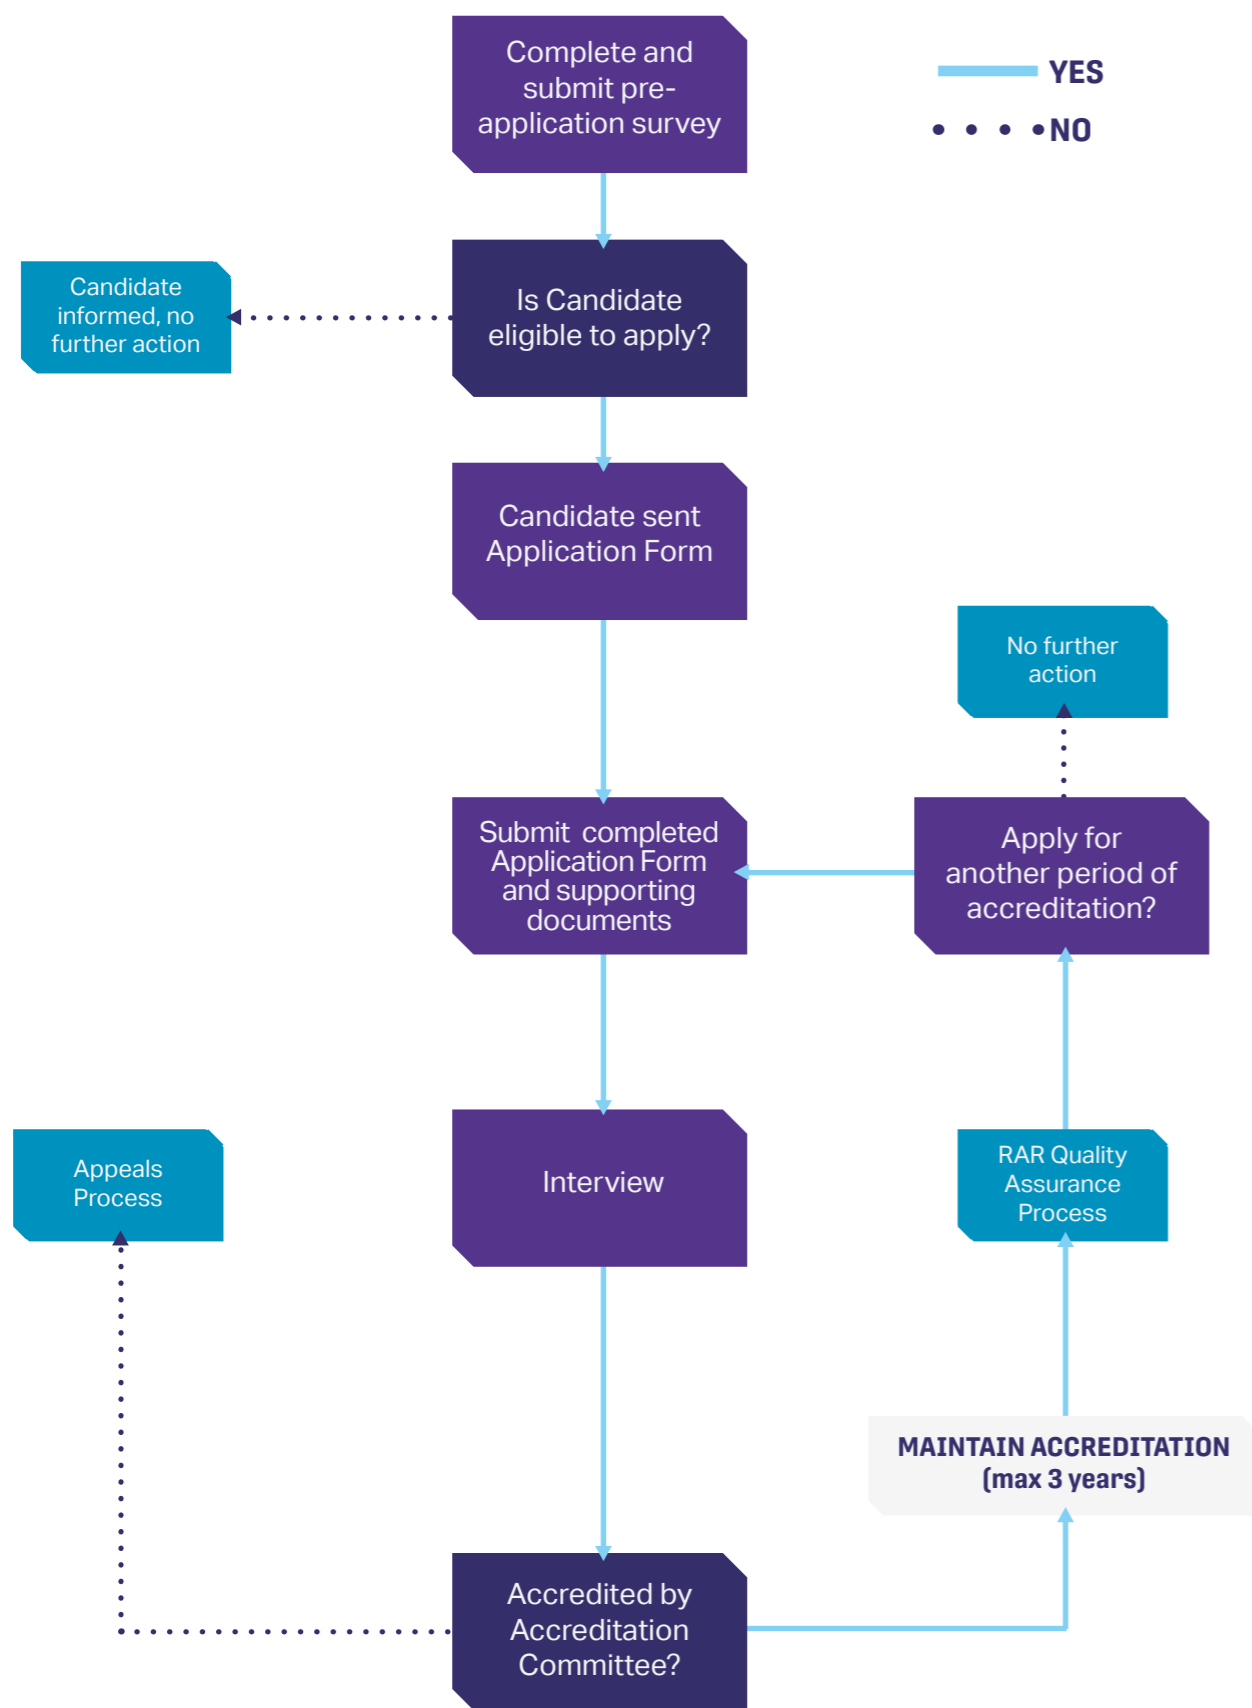 Complete and
submit pre-
application survey
YES
NO
Is Candidate
eligible to apply?
Candidate
informed, no
further action
Candidate sent
Application Form
No further
action
Submit completed
Application Form
and supporting
documents
Apply for
another period of
accreditation?
Interview
Appeals
Process
RAR Quality
Assurance
Process
MAINTAIN ACCREDITATION
(max 3 years)
Accredited by
Accreditation
Committee?